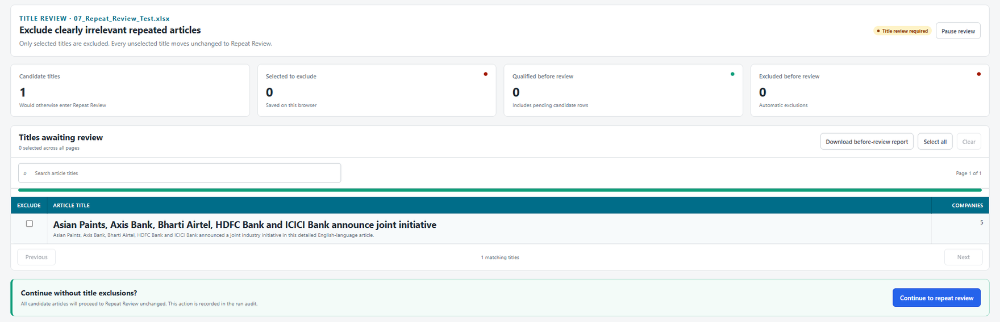 TITLE REVIEW · 07_Repeat_Review_Test.xlsx
Exclude clearly irrelevant repeated articles
Only selected titles are excluded. Every unselected title moves unchanged to Repeat Review.
Title review required
Pause review
Candidate titles
1
Would otherwise enter Repeat Review
Selected to exclude
0
Saved on this browser
Qualified before review
0
Includes pending candidate rows
Excluded before review
0
Automatic exclusions
Titles awaiting review
0 selected across all pages
Download before-review report
Select all
Clear
Search article titles
Page 1 of 1
EXCLUDE
ARTICLE TITLE
COMPANIES
Asian Paints, Axis Bank, Bharti Airtel, HDFC Bank and ICICI Bank announce joint initiative
5
Asian Paints, Axis Bank, Bharti Airtel, HDFC Bank and ICICI Bank announced a joint industry initiative in this detailed English-language article.
Previous
1 matching titles
Next
Continue without title exclusions?
All candidate articles will proceed to Repeat Review unchanged. This action is recorded in the run audit.
Continue to repeat review